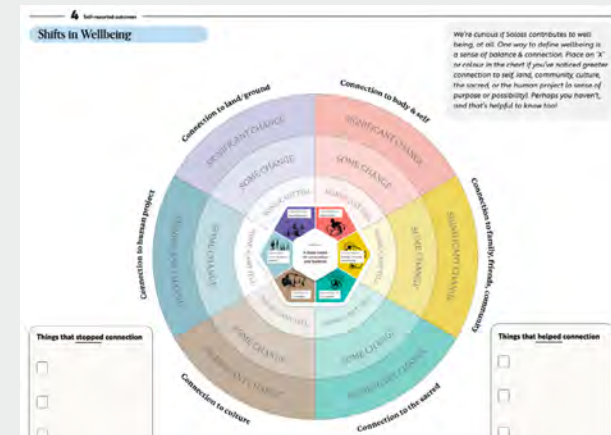 4 Self-reported outcomes
Shifts in Wellbeing
We're curious if Soloss contributes to well
being, at all. One way to define wellbeing is
a sense of balance & connection. Place an 'X'
or colour in the chart if you've noticed greater
connection to self, land, community, culture,
the sacred, or the human project (a sense of
purpose or possibility). Perhaps you haven't,
and that's helpful to know too!
Connection to land/ground
Connection to body & self
SIGNIFICANT CHANGE
SIGNIFICANT CHANGE
SOME CHANGE
SOME CHANGE
Connection to human project
Connection to family, friends, community
SIGNIFICANT CHANGE
SOME CHANGE
SOME CHANGE
SIGNIFICANT CHANGE
SOME CHANGE
SOME CHANGE
SIGNIFICANT CHANGE
SIGNIFICANT CHANGE
Connection to culture
Connection to the sacred
Things that stopped connection
Things that helped connection